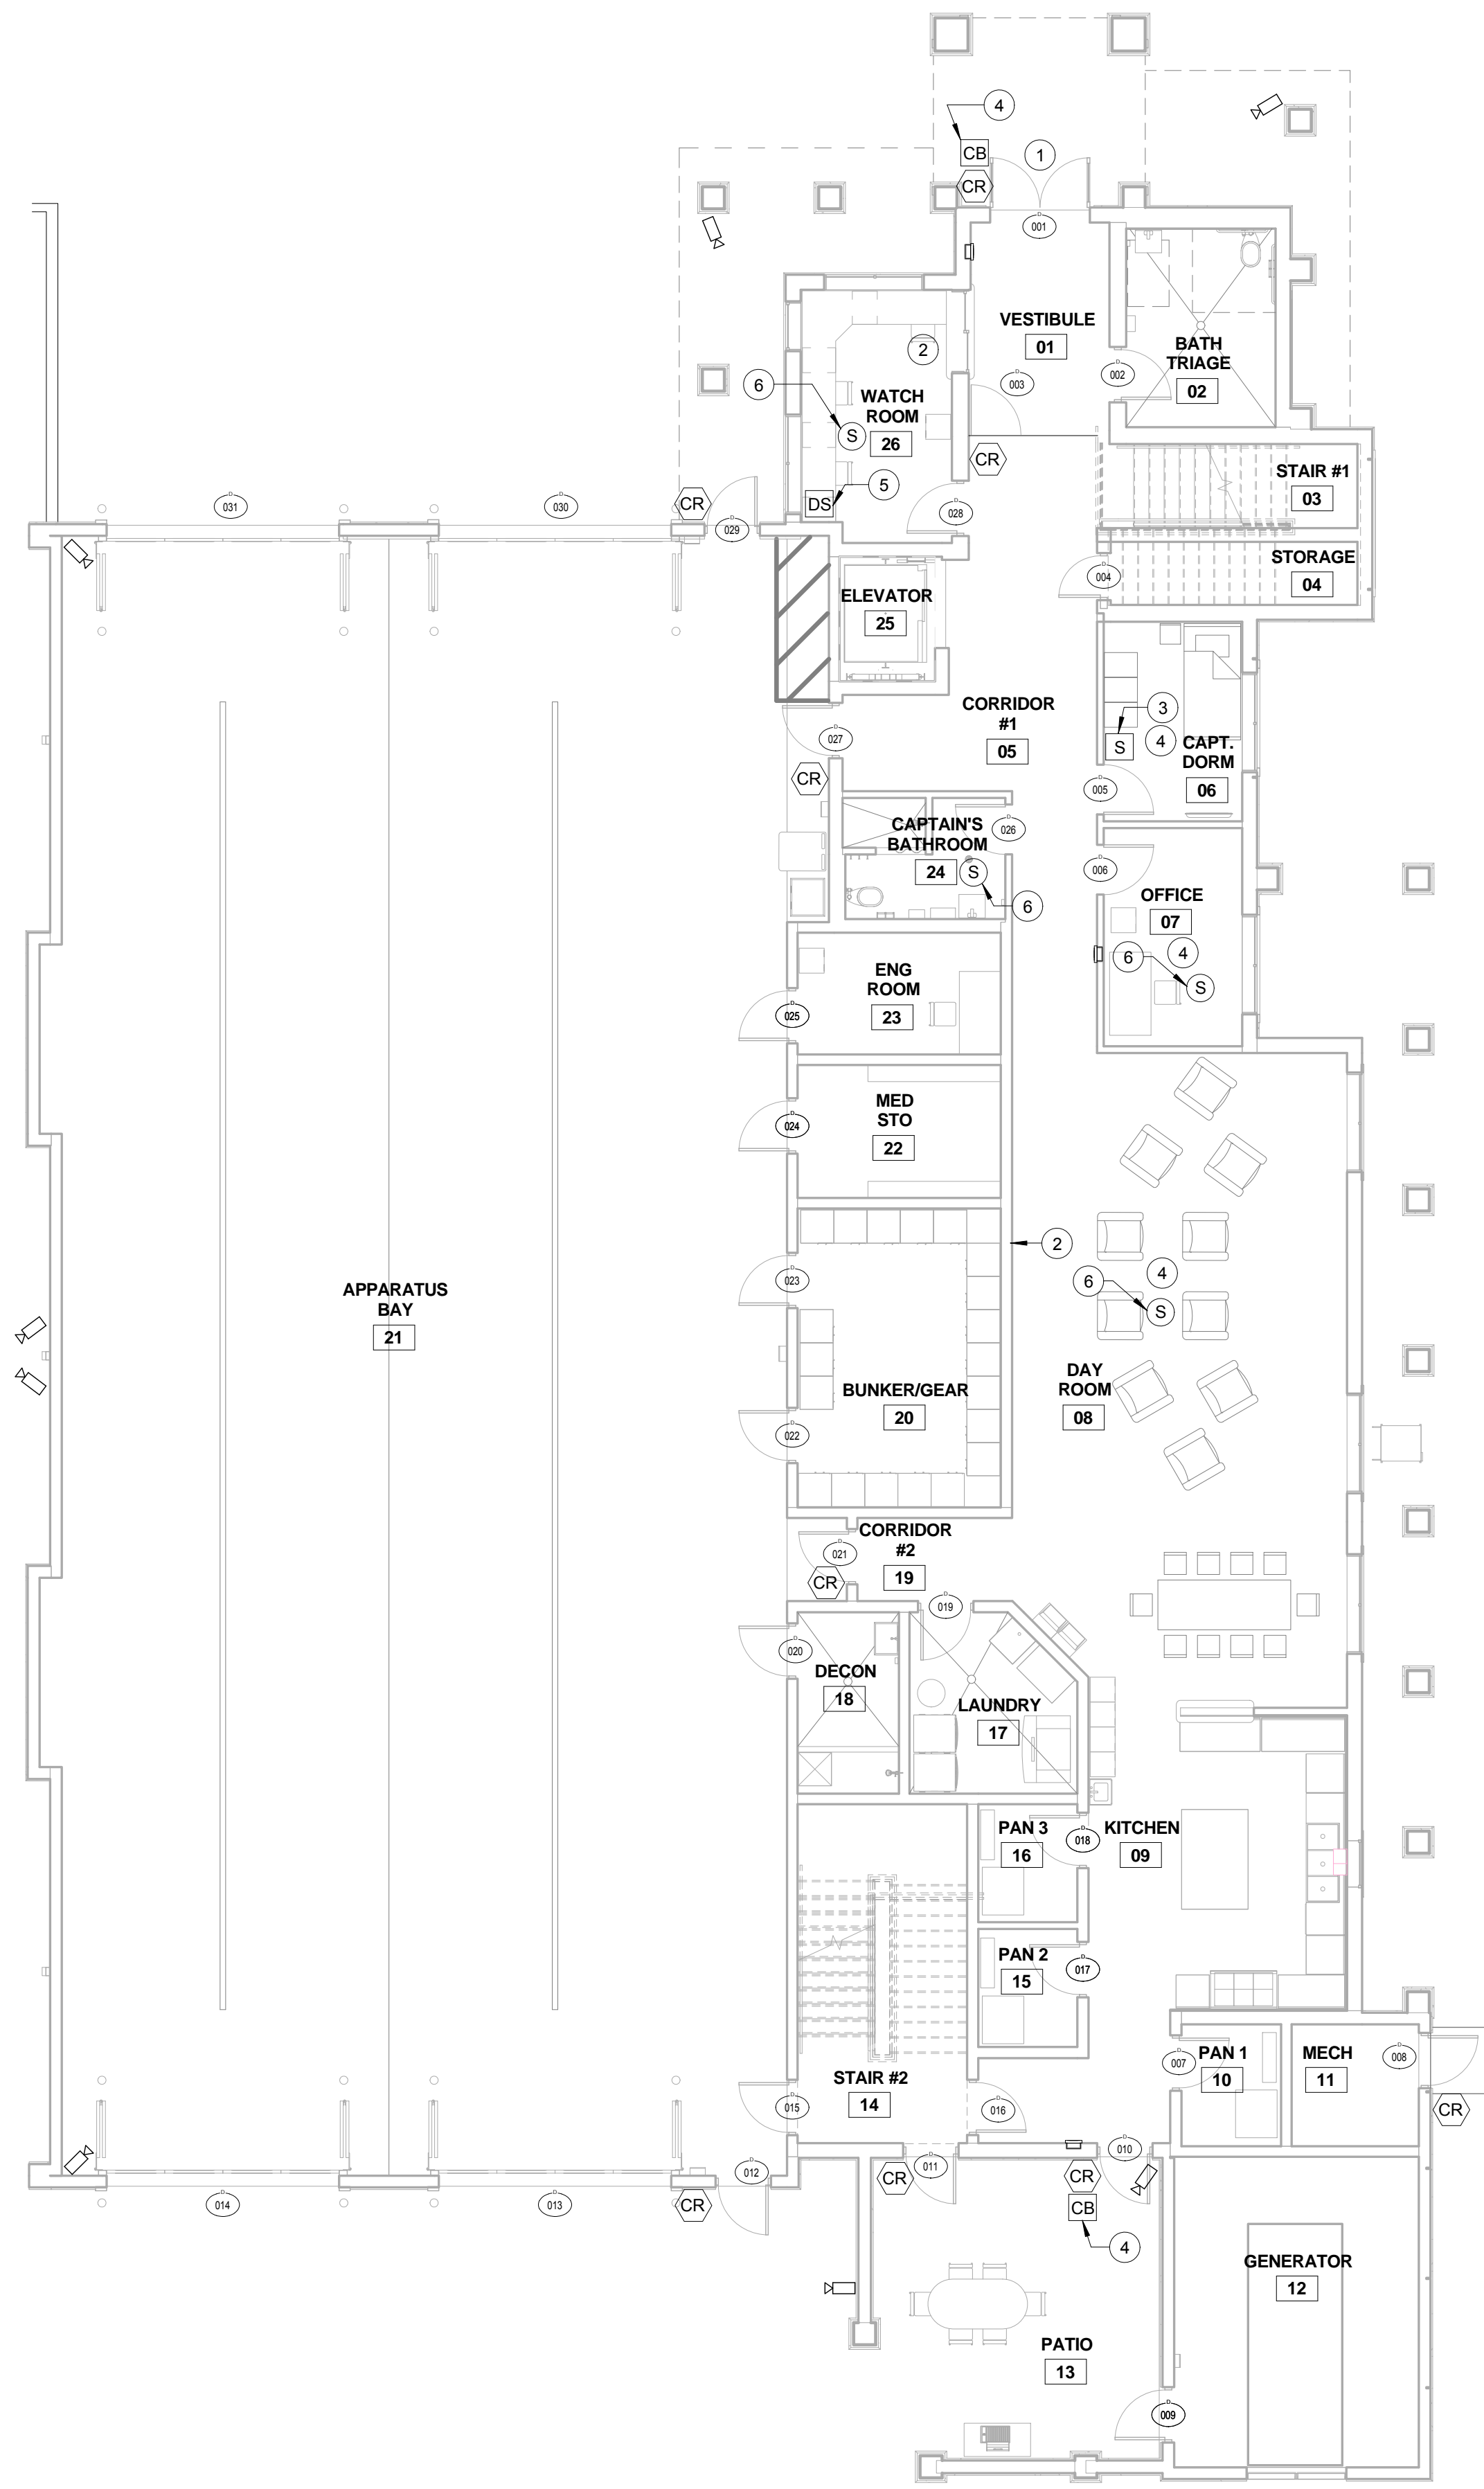 4
CB
1
CR
D
001
VESTIBULE
01
BATH
TRIAGE
02
D
002
D
003
2
6
WATCH
ROOM
26
S
CR
STAIR #1
03
5
DS
D
028
D
031
D
030
CR
D
029
STORAGE
04
D
004
ELEVATOR
25
CORRIDOR
#1
05
3
4
S
CAPT.
DORM
06
D
027
CR
D
005
CAPTAIN'S
BATHROOM
24
D
026
S
6
D
006
OFFICE
07
4
6
S
ENG
ROOM
23
D
025
MED
STO
22
D
024
2
D
023
4
6
S
APPARATUS
BAY
21
DAY
ROOM
08
BUNKER/GEAR
20
D
022
CORRIDOR
#2
19
D
021
CR
D
019
D
020
DECON
18
LAUNDRY
17
PAN 3
16
D
018
KITCHEN
09
PAN 2
15
D
017
PAN 1
10
D
007
MECH
11
D
008
CR
STAIR #2
14
D
015
D
016
D
010
D
011
D
012
CR
CR
CR
D
014
D
013
CB
4
GENERATOR
12
PATIO
13
D
009